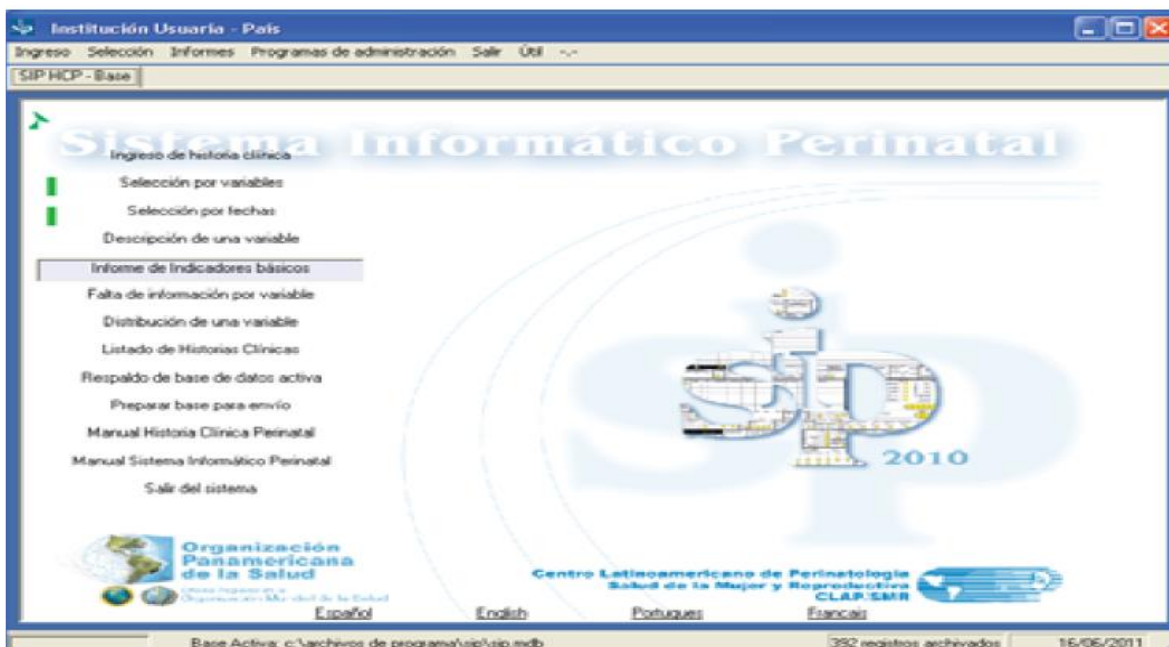 Institución Usuaria - País
Ingreso Selección Informes Programas de administración Salir Útil -.-
SIP HCP - Base
Sistema Informático Perinatal
Ingreso de historia clínica
Selección por variables
Selección por fechas
Descripción de una variable
Informe de Indicadores básicos
Falta de información por variable
Distribución de una variable
Listado de Historias Clínicas
Respaldo de base de datos activa
Preparar base para envío
Manual Historia Clínica Perinatal
Manual Sistema Informático Perinatal
Salir del sistema
sip
2010
Organización
Panamericana
de la Salud
Organización Mundial de la Salud
Centro Latinoamericano de Perinatología
Salud de la Mujer y Reproductiva
CLAP/SMR
Español English Portugues Francais
Base Activa: c:\archivos de programa\sip\sip.mdb 392 registros archivados 16/06/2011